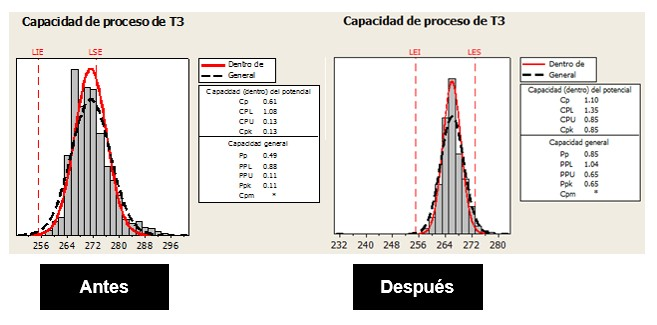 Capacidad de proceso de T3
LIE
LSE
Dentro de
General
Capacidad (dentro) del potencial
Cp 0.61
CPL 1.08
CPU 0.13
Cpk 0.13
Capacidad general
Pp 0.49
PPL 0.88
PPU 0.11
Ppk 0.11
Cpm *
256 264 272 280 288 296
Antes
Capacidad de proceso de T3
LEI
LES
Dentro de
General
Capacidad (dentro) del potencial
Cp 1.10
CPL 1.35
CPU 0.85
Cpk 0.85
Capacidad general
Pp 0.85
PPL 1.04
PPU 0.65
Ppk 0.65
Cpm *
232 240 248 256 264 272 280
Después